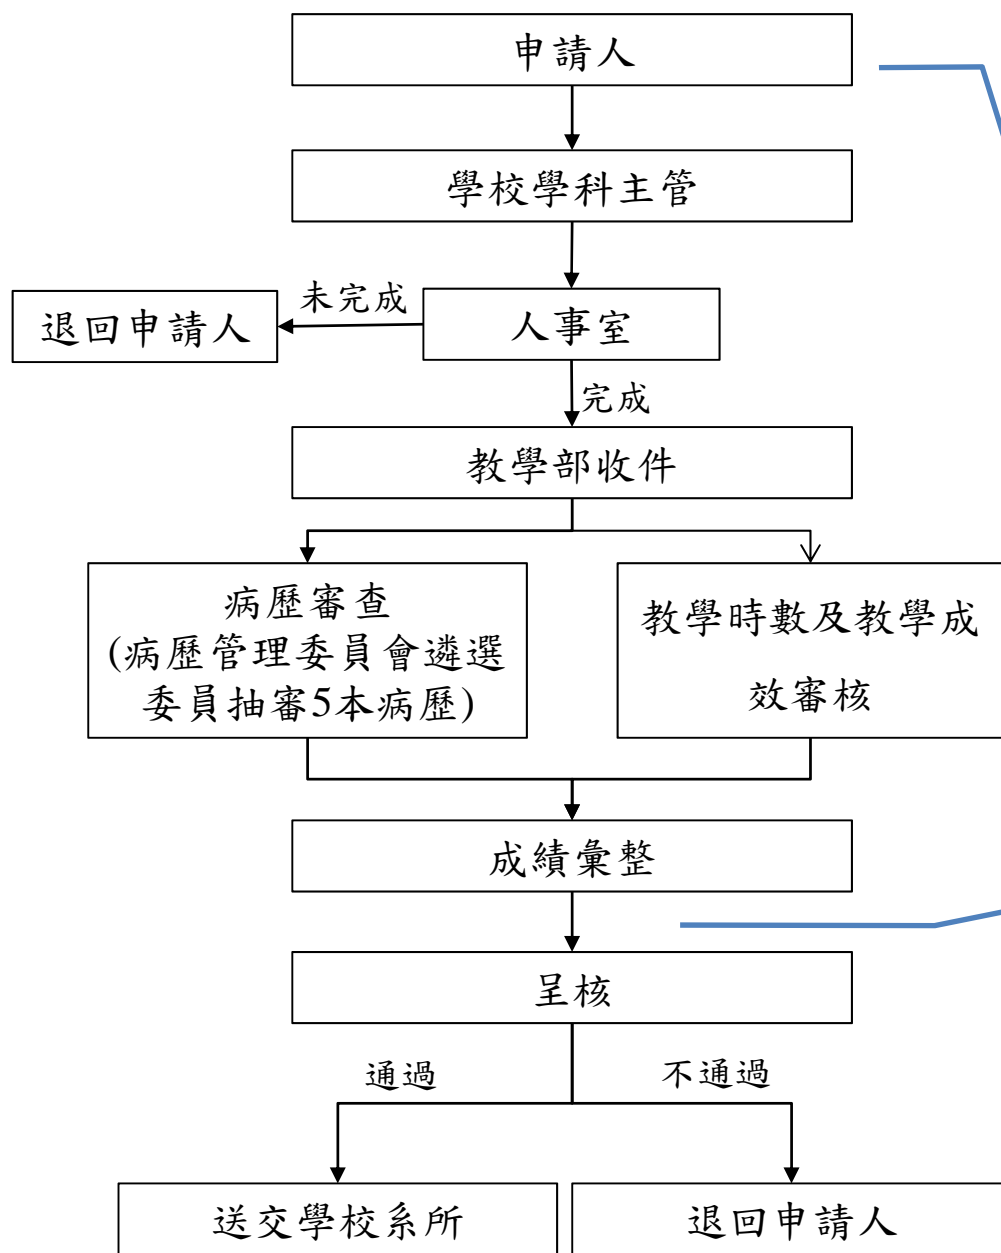 申請人
學校學科主管
未完成
退回申請人
人事室
完成
教學部收件
病歷審查
(病歷管理委員會遴選
委員抽審5本病歷)
教學時數及教學成
效審核
成績彙整
呈核
通過
不通過
送交學校系所
退回申請人